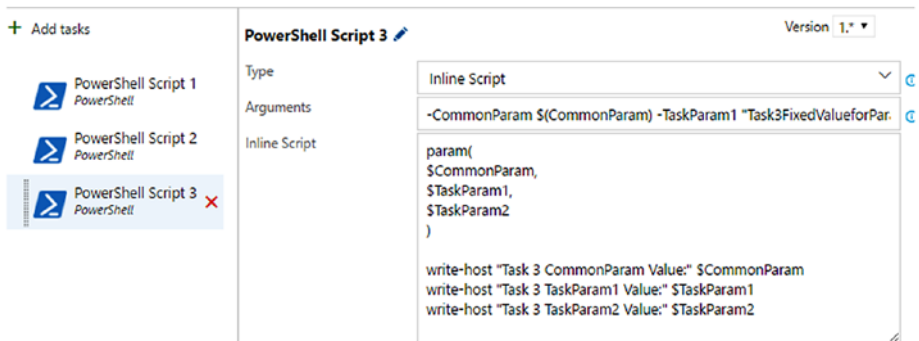 + Add tasks
PowerShell Script 1
PowerShell
PowerShell Script 2
PowerShell
PowerShell Script 3
PowerShell
PowerShell Script 3
Version 1.*
Type
Inline Script
Arguments
-CommonParam $(CommonParam) -TaskParam1 "Task3FixedValueforPar
Inline Script
param(
$CommonParam,
$TaskParam1,
$TaskParam2
)
write-host "Task 3 CommonParam Value:" $CommonParam
write-host "Task 3 TaskParam1 Value:" $TaskParam1
write-host "Task 3 TaskParam2 Value:" $TaskParam2